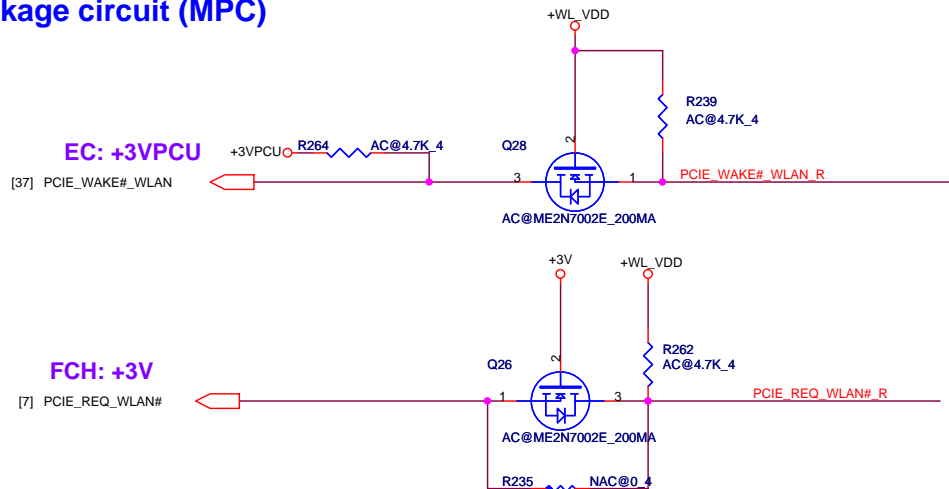 kage circuit (MPC)
+WL_VDD
R239
AC@4.7K_4
EC: +3VPCU
+3VPCU
R264
AC@4.7K_4
Q28
2
[37] PCIE_WAKE#_WLAN
3
1
PCIE_WAKE#_WLAN_R
AC@ME2N7002E_200MA
+3V
+WL_VDD
R262
AC@4.7K_4
FCH: +3V
Q26
2
[7] PCIE_REQ_WLAN#
1
3
PCIE_REQ_WLAN#_R
AC@ME2N7002E_200MA
R235
NAC@0_4